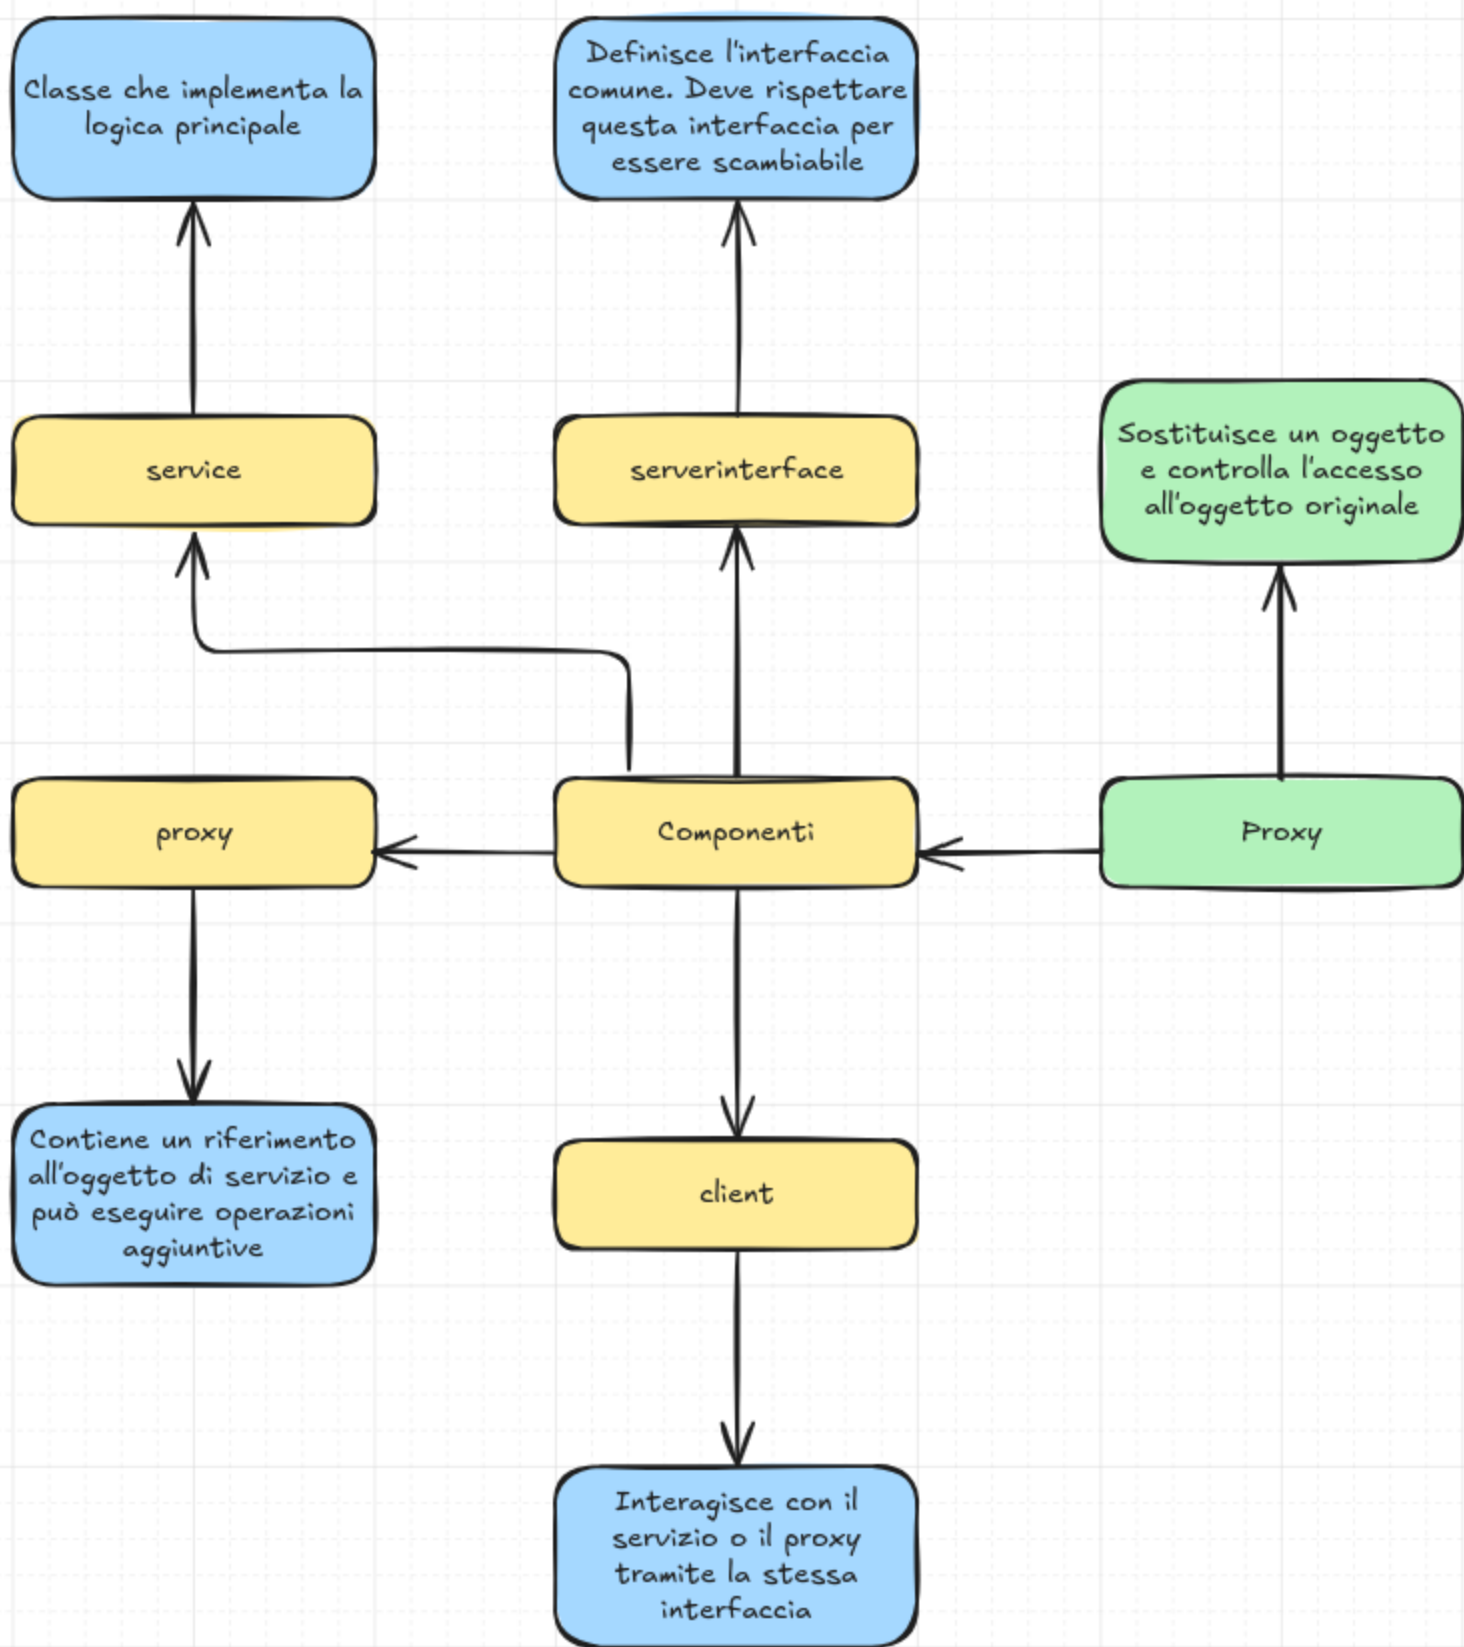 Classe che implementa la
logica principale
Definisce l'interfaccia
comune. Deve rispettare
questa interfaccia per
essere scambiabile
service
serverinterface
Sostituisce un oggetto
e controlla l'accesso
all'oggetto originale
proxy
Componenti
Proxy
Contiene un riferimento
all'oggetto di servizio e
può eseguire operazioni
aggiuntive
client
Interagisce con il
servizio o il proxy
tramite la stessa
interfaccia